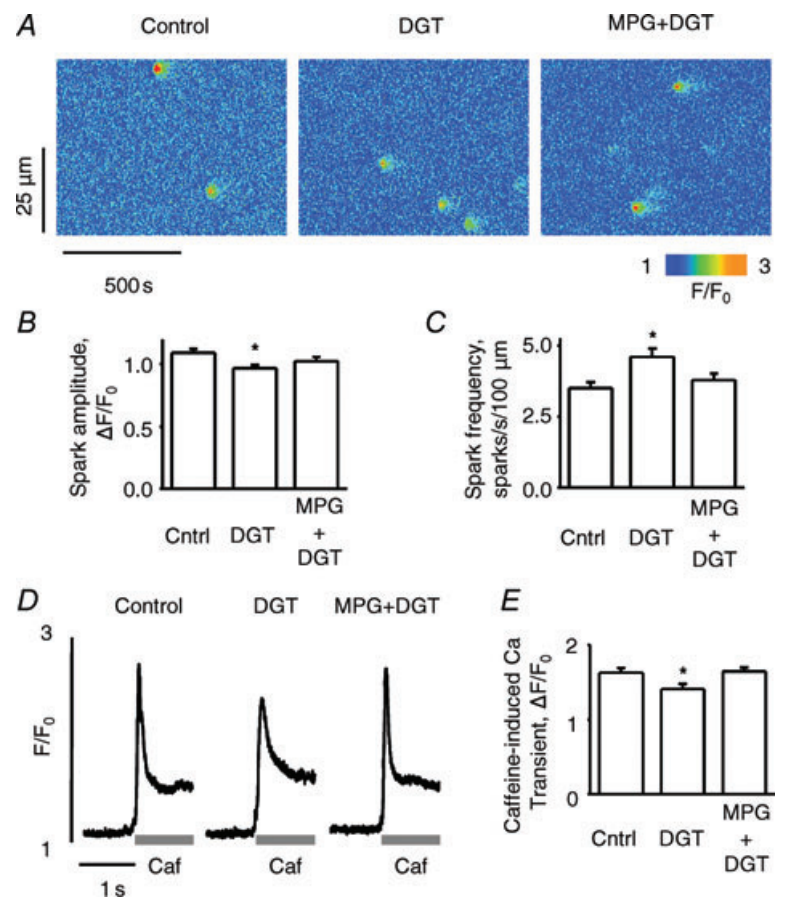 A
Control
DGT
MPG+DGT
25 µm
500 s
1
3
F/F0
B
Spark amplitude,
ΔF/F0
1.0
0.5
0.0
Cntrl
DGT
MPG
+
DGT
C
Spark frequency,
sparks/s/100 µm
5.0
2.5
0.0
*
*
Cntrl
DGT
MPG
+
DGT
D
Control
DGT
MPG+DGT
3
F/F0
1
Caf
Caf
Caf
1 s
E
Caffeine-induced Ca
Transient, ΔF/F0
2
1
0
*
Cntrl
DGT
MPG
+
DGT